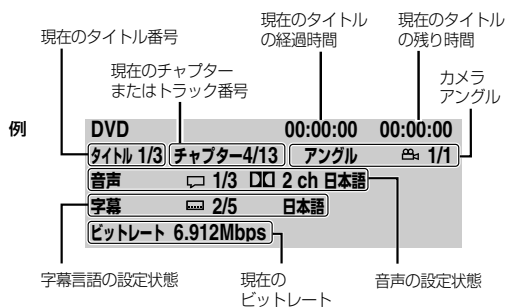 現在のタイトル番号
現在のチャプター
またはトラック番号
現在のタイトル
の経過時間
現在のタイトル
の残り時間
カメラ
アングル
例
DVD 00:00:00 00:00:00
タイトル 1/3 チャプター4/13 アングル 1/1
音声 1/3 DD 2 ch 日本語
字幕 2/5 日本語
ビットレート 6.912Mbps
字幕言語の設定状態
現在の
ビットレート
音声の設定状態